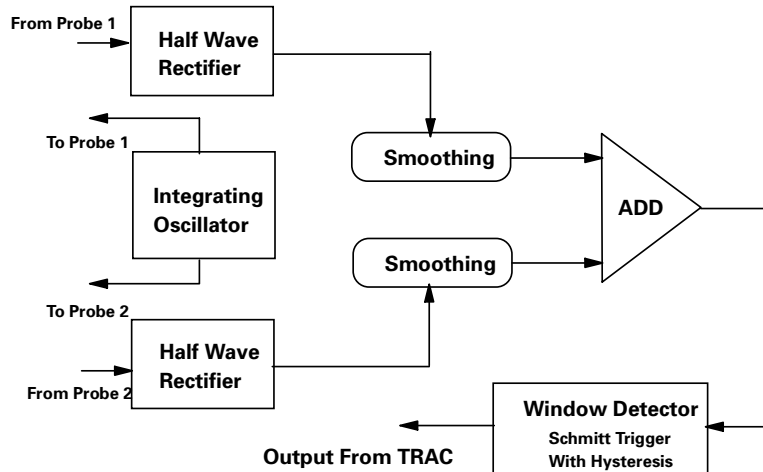 From Probe 1
Half Wave
Rectifier
To Probe 1
Smoothing
Integrating
Oscillator
ADD
Smoothing
To Probe 2
Half Wave
Rectifier
From Probe 2
Window Detector
Schmitt Trigger
With Hysteresis
Output From TRAC